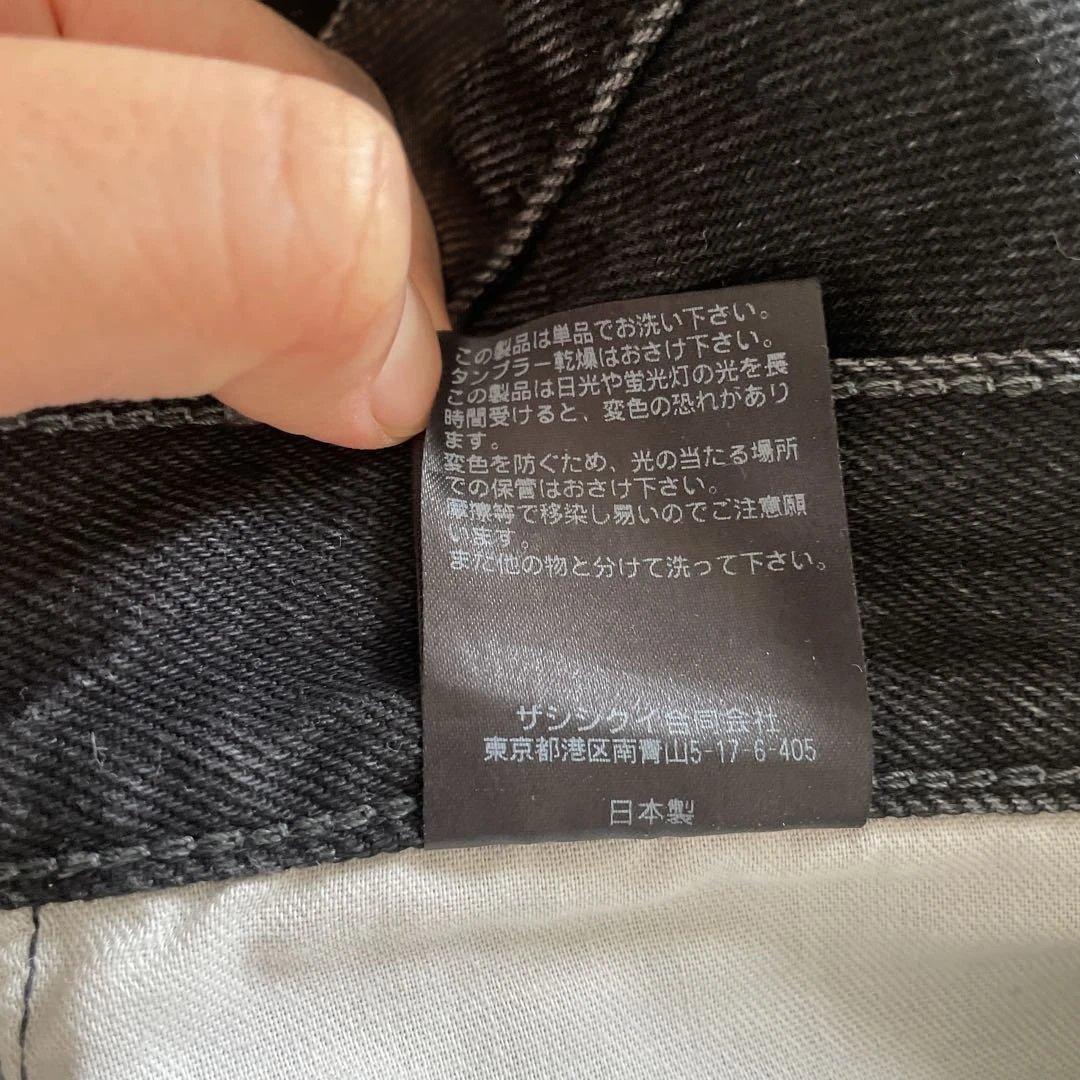 この製品は単品でお洗い下さい。
タンブラー乾燥はおさけ下さい。
この製品は日光や蛍光灯の光を長
時間受けると、変色の恐れがあり
ます。
変色を防ぐため、光の当たる場所
での保管はおさけ下さい。
摩擦等で移染し易いのでご注意願
います。
また他の物と分けて洗って下さい。
ザシンクイ合同会社
東京都港区南青山5-17-6-405
日本製